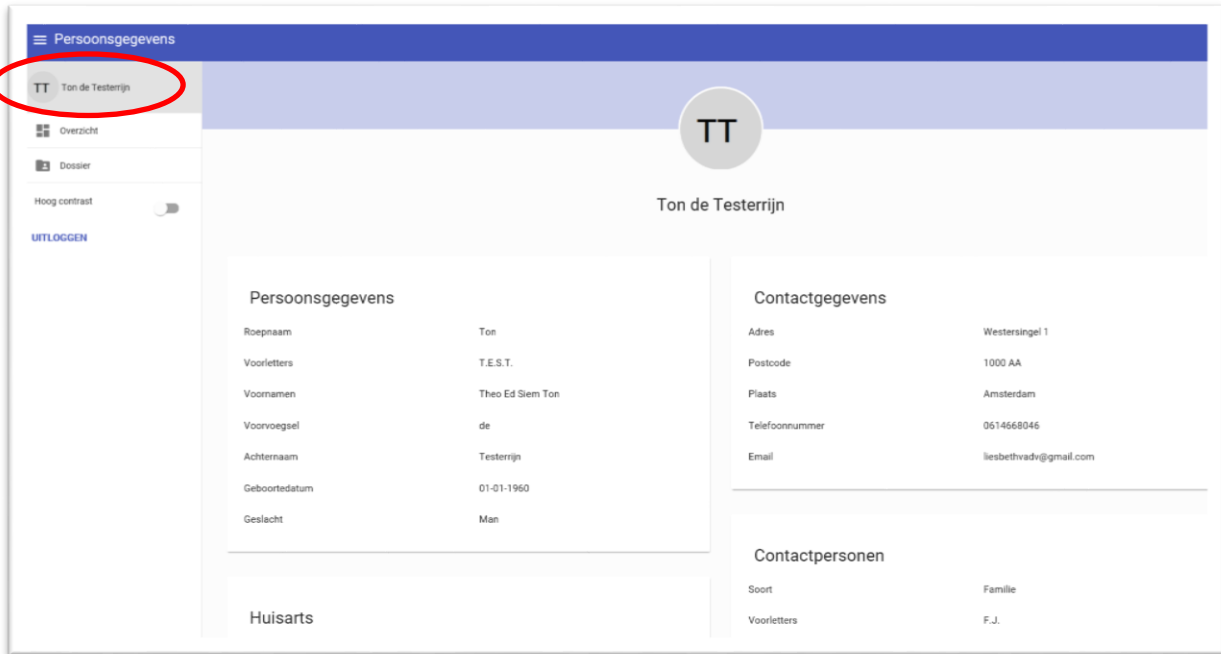 Persoonsgegevens
TT Ton de Testerrijn
Overzicht
Dossier
Hoog contrast
UITLOGGEN
TT
Ton de Testerrijn
Persoonsgegevens
Roepnaam Ton
Voorletters T.E.S.T.
Voornamen Theo Ed Siem Ton
Voorvoegsel de
Achternaam Testerrijn
Geboortedatum 01-01-1960
Geslacht Man
Huisarts
Contactgegevens
Adres Westersingel 1
Postcode 1000 AA
Plaats Amsterdam
Telefoonnummer 0614668046
Email liesbethvadv@gmail.com
Contactpersonen
Soort Familie
Voorletters F.J.